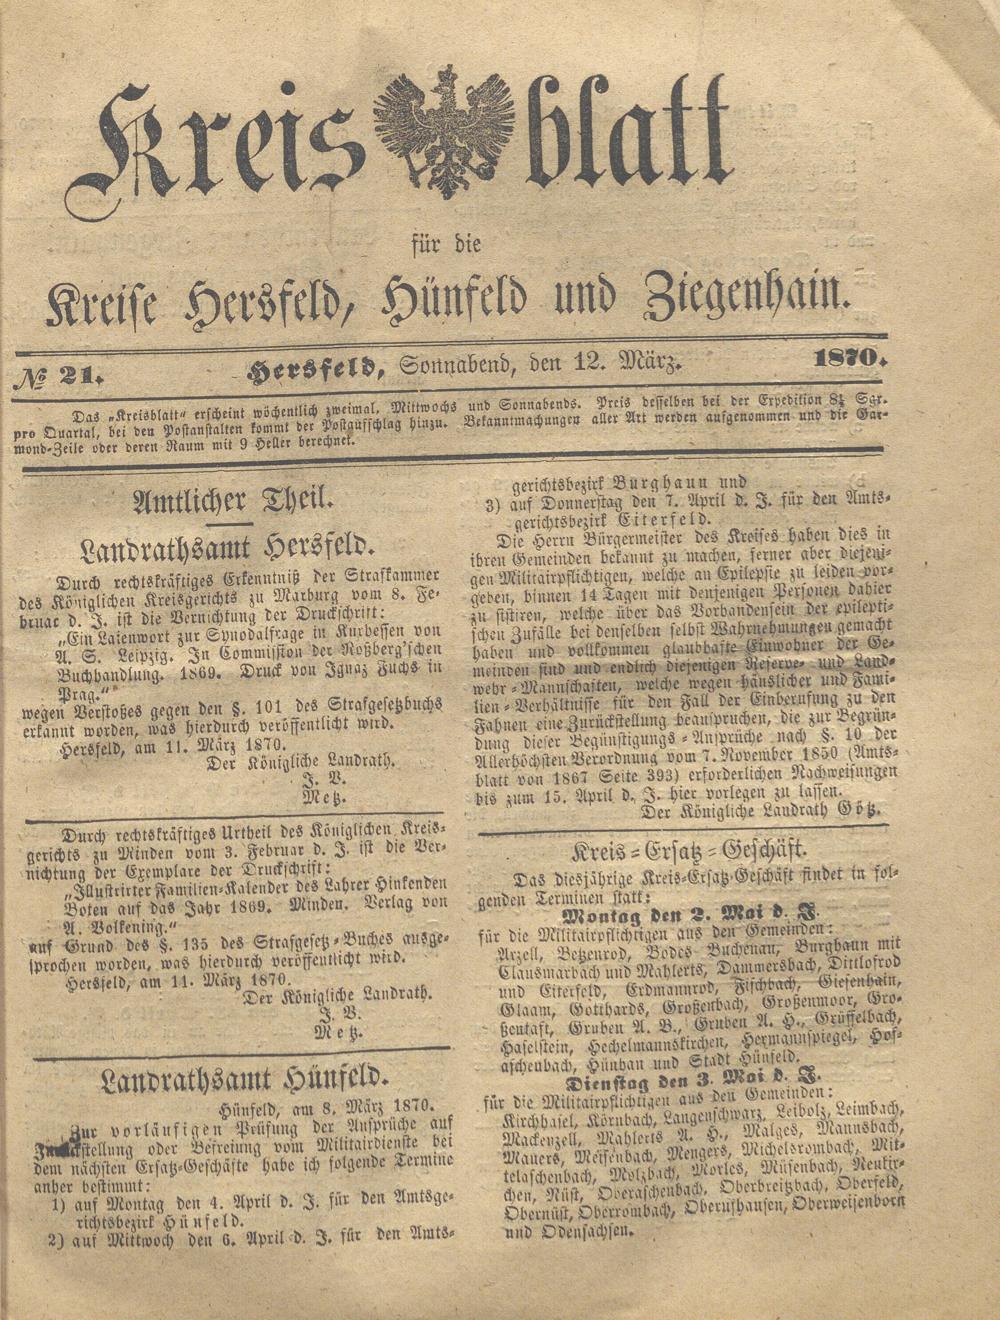 Kreisblatt
für die
Kreise Hersfeld, Hünfeld und Ziegenhain.
№ 21. Hersfeld, Sonnabend, den 12. März. 1870.
Das „Kreisblatt“ erscheint wöchentlich zweimal, Mittwochs und Sonnabends. Preis desselben bei der Expedition 8¾ Sgr.
pro Quartal, bei den Postanstalten kommt der Postaufschlag hinzu. Bekanntmachungen aller Art werden aufgenommen und die Gar-
mond-Zeile oder deren Raum mit 9 Heller berechnet.
Amtlicher Theil.
Landrathsamt Hersfeld.
Durch rechtskräftiges Erkenntniß der Strafkammer
des Königlichen Kreisgerichts zu Marburg vom 8. Fe-
bruar d. J. ist die Vernichtung der Druckschrift:
„Ein Laienwort zur Synodalfrage in Kurhessen von
A. S. Leipzig. In Commission der Roßberg'schen
Buchhandlung. 1869. Druck von Ignaz Fuchs in
Prag.“
wegen Verstoßes gegen den §. 101 des Strafgesetzbuchs
erkannt worden, was hierdurch veröffentlicht wird.
Hersfeld, am 11. März 1870.
Der Königliche Landrath.
J. V.
Metz.
Durch rechtskräftiges Urtheil des Königlichen Kreis-
gerichts zu Minden vom 3. Februar d. J. ist die Ver-
nichtung der Exemplare der Druckschrift:
„Illustrirter Familien-Kalender des Lahrer Hinkenden
Boten auf das Jahr 1869. Minden. Verlag von
A. Volkening.“
auf Grund des §. 135 des Strafgesetz-Buches ausge-
sprochen worden, was hierdurch veröffentlicht wird.
Hersfeld, am 11. März 1870.
Der Königliche Landrath.
J. V.
Metz.
Landrathsamt Hünfeld.
Hünfeld, am 8. März 1870.
Zur vorläufigen Prüfung der Ansprüche auf
Zurückstellung oder Befreiung vom Militairdienste bei
dem nächsten Ersatz-Geschäfte habe ich folgende Termine
anher bestimmt:
1) auf Montag den 4. April d. J. für den Amtsge-
richtsbezirk Hünfeld.
2) auf Mittwoch den 6. April d. J. für den Amts-
gerichtsbezirk Burghaun und
3) auf Donnerstag den 7. April d. J. für den Amts-
gerichtsbezirk Eiterfeld.
Die Herrn Bürgermeister des Kreises haben dies in
ihren Gemeinden bekannt zu machen, ferner aber diejeni-
gen Militairpflichtigen, welche an Epilepsie zu leiden vor-
geben, binnen 14 Tagen mit denjenigen Personen dahier
zu sistiren, welche über das Vorhandensein der epilepti-
schen Zufälle bei denselben selbst Wahrnehmungen gemacht
haben und vollkommen glaubhafte Einwohner der Ge-
meinden sind und endlich diejenigen Reserve- und Land-
wehr-Mannschaften, welche wegen häuslicher und Fami-
lien-Verhältnisse für den Fall der Einberufung zu den
Fahnen eine Zurückstellung beanspruchen, die zur Begrün-
dung dieser Begünstigungs-Ansprüche nach §. 10 der
Allerhöchsten Verordnung vom 7. November 1850 (Amts-
blatt von 1867 Seite 393) erforderlichen Nachweisungen
bis zum 15. April d. J. hier vorlegen zu lassen.
Der Königliche Landrath Götz.
Kreis-Ersatz-Geschäft.
Das diesjährige Kreis-Ersatz-Geschäft findet in fol-
genden Terminen statt:
Montag den 2. Mai d. J.
für die Militairpflichtigen aus den Gemeinden:
Arzell, Betzenrod, Bodes Buchenau, Burghaun mit
Clausmarbach und Mahlerts, Dammersbach, Dittlofrod
und Eiterfeld, Erdmannrod, Fischbach, Giesenhain,
Glaam, Gotthards, Großenbach, Großenmoor, Gro-
ßentaft, Gruben A. B., Gruben A. H., Grüsselbach,
Haselstein, Hechelmannskirchen, Hermannspiegel, Hof-
aschenbach, Hünhan und Stadt Hünfeld.
Dienstag den 3. Mai d. J.
für die Militairpflichtigen aus den Gemeinden:
Kirchhasel, Körnbach, Langenschwarz, Leibolz, Leimbach,
Mackenzell, Mahlerts A. H., Malges, Mannsbach,
Mauers, Meisenbach, Mengers, Michelsrombach, Mit-
telaschenbach, Molzbach, Morles, Müsenbach, Neukir-
chen, Nüst, Oberaschenbach, Oberbreitzbach, Oberfeld,
Obernüst, Oberrombach, Oberufhausen, Oberweisenborn
und Odensachsen.